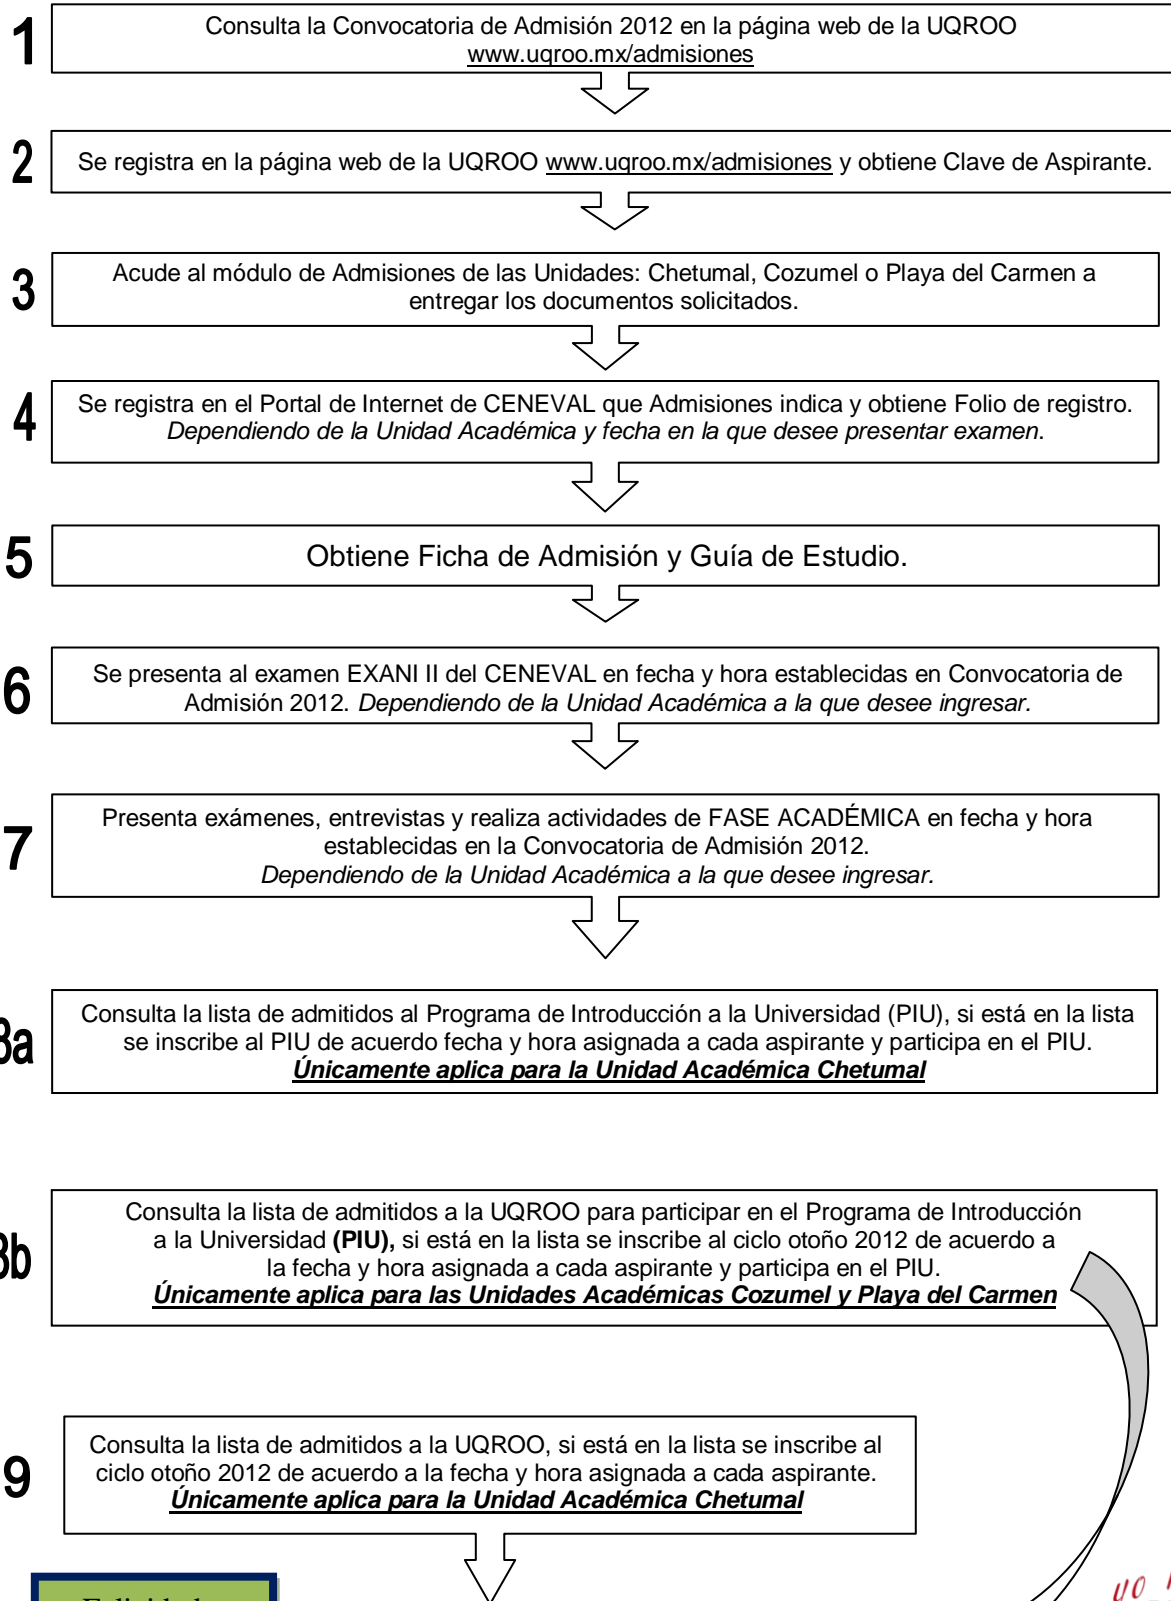 1
Consulta la Convocatoria de Admisión 2012 en la página web de la UQROO
www.uqroo.mx/admisiones
2
Se registra en la página web de la UQROO www.uqroo.mx/admisiones y obtiene Clave de Aspirante.
3
Acude al módulo de Admisiones de las Unidades: Chetumal, Cozumel o Playa del Carmen a
entregar los documentos solicitados.
4
Se registra en el Portal de Internet de CENEVAL que Admisiones indica y obtiene Folio de registro.
Dependiendo de la Unidad Académica y fecha en la que desee presentar examen.
5
Obtiene Ficha de Admisión y Guía de Estudio.
6
Se presenta al examen EXANI II del CENEVAL en fecha y hora establecidas en Convocatoria de
Admisión 2012. Dependiendo de la Unidad Académica a la que desee ingresar.
7
Presenta exámenes, entrevistas y realiza actividades de FASE ACADÉMICA en fecha y hora
establecidas en la Convocatoria de Admisión 2012.
Dependiendo de la Unidad Académica a la que desee ingresar.
8a
Consulta la lista de admitidos al Programa de Introducción a la Universidad (PIU), si está en la lista
se inscribe al PIU de acuerdo fecha y hora asignada a cada aspirante y participa en el PIU.
Únicamente aplica para la Unidad Académica Chetumal
8b
Consulta la lista de admitidos a la UQROO para participar en el Programa de Introducción
a la Universidad (PIU), si está en la lista se inscribe al ciclo otoño 2012 de acuerdo a
la fecha y hora asignada a cada aspirante y participa en el PIU.
Únicamente aplica para las Unidades Académicas Cozumel y Playa del Carmen
9
Consulta la lista de admitidos a la UQROO, si está en la lista se inscribe al
ciclo otoño 2012 de acuerdo a la fecha y hora asignada a cada aspirante.
Únicamente aplica para la Unidad Académica Chetumal